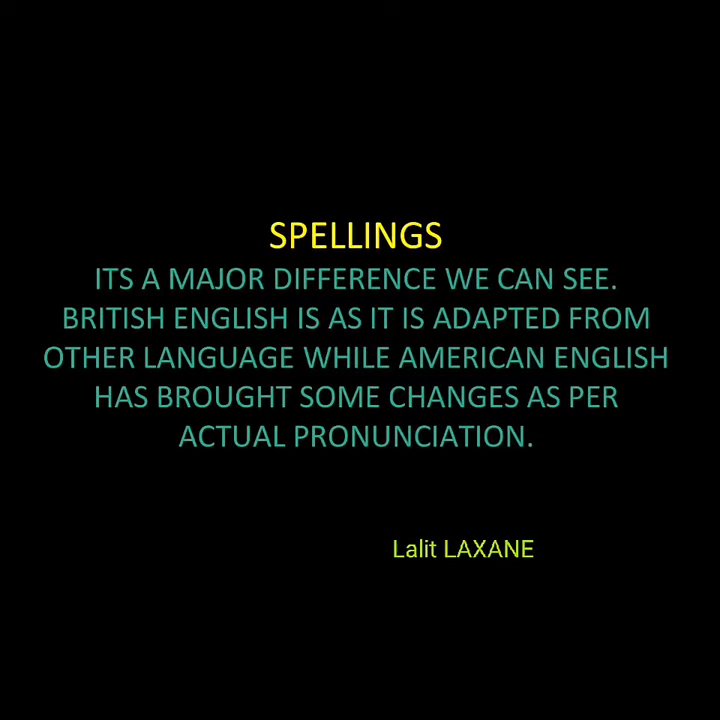 SPELLINGS
ITS A MAJOR DIFFERENCE WE CAN SEE.
BRITISH ENGLISH IS AS IT IS ADAPTED FROM
OTHER LANGUAGE WHILE AMERICAN ENGLISH
HAS BROUGHT SOME CHANGES AS PER
ACTUAL PRONUNCIATION.
Lalit LAXANE